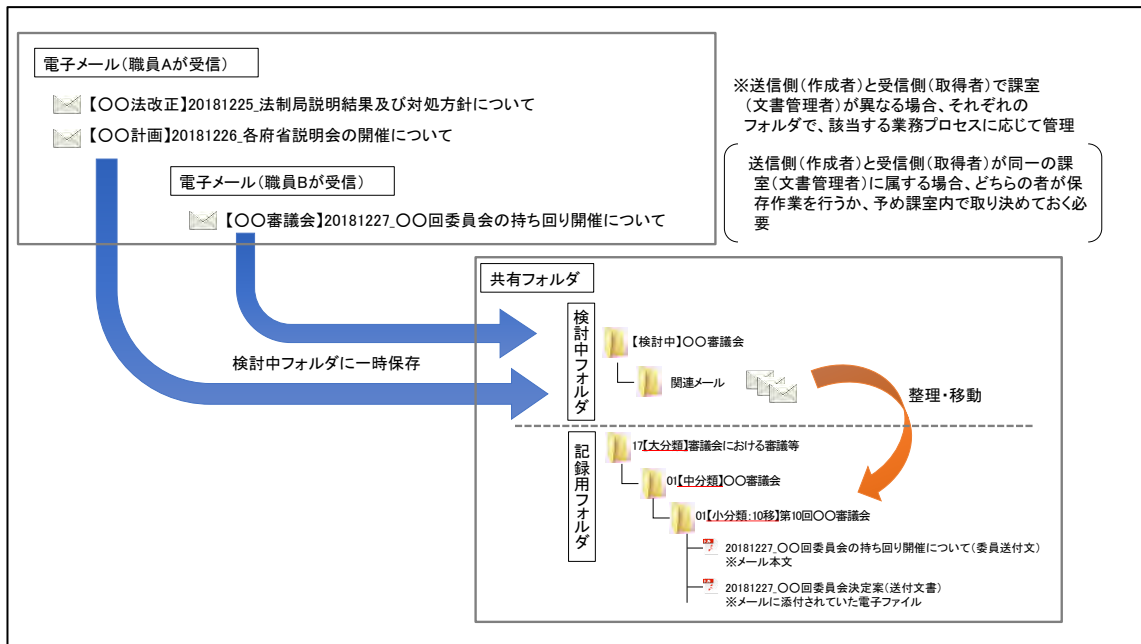 電子メール(職員Aが受信)
【〇〇法改正】20181225_法制局説明結果及び対処方針について
【〇〇計画】20181226_各府省説明会の開催について
電子メール(職員Bが受信)
【〇〇審議会】20181227_〇〇回委員会の持ち回り開催について
※送信側(作成者)と受信側(取得者)で課室
(文書管理者)が異なる場合、それぞれの
フォルダで、該当する業務プロセスに応じて管理
送信側(作成者)と受信側(取得者)が同一の課
室(文書管理者)に属する場合、どちらの者が保
存作業を行うか、予め課室内で取り決めておく必
要
検討中フォルダに一時保存
共有フォルダ
検討中フォルダ
【検討中】〇〇審議会
関連メール
整理・移動
記録用フォルダ
17【大分類】審議会における審議等
01【中分類】〇〇審議会
01【小分類:10移】第10回〇〇審議会
20181227_〇〇回委員会の持ち回り開催について(委員送付文)
※メール本文
20181227_〇〇回委員会決定案(送付文書)
※メールに添付されていた電子ファイル